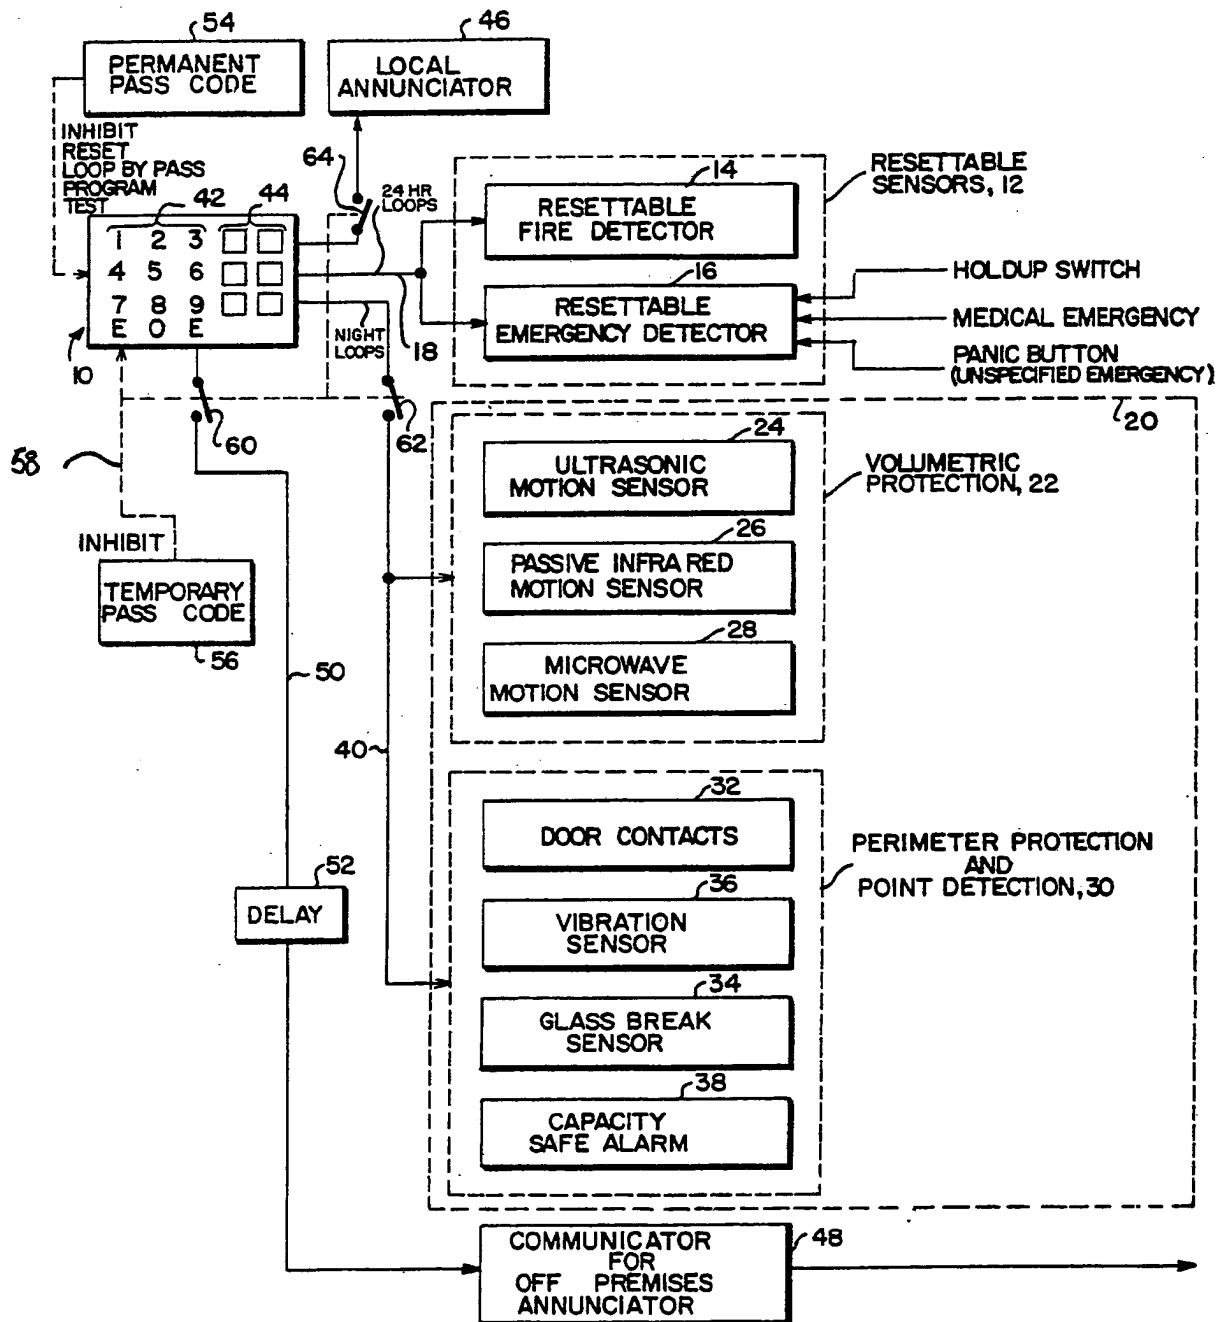 54
PERMANENT
PASS CODE
46
LOCAL
ANNUNCIATOR
INHIBIT
RESET
LOOP BY PASS
PROGRAM
TEST
64
24 HR
LOOPS
42
44
1 2 3
4 5 6
7 8 9
E O E
10
NIGHT
LOOPS
18
14
RESETTABLE
FIRE DETECTOR
16
RESETTABLE
EMERGENCY DETECTOR
RESETTABLE
SENSORS, 12
HOLDUP SWITCH
MEDICAL EMERGENCY
PANIC BUTTON
(UNSPECIFIED EMERGENCY)
60
62
20
58
INHIBIT
TEMPORARY
PASS CODE
56
50
40
24
ULTRASONIC
MOTION SENSOR
26
PASSIVE INFRARED
MOTION SENSOR
28
MICROWAVE
MOTION SENSOR
VOLUMETRIC
PROTECTION, 22
32
DOOR CONTACTS
36
VIBRATION
SENSOR
34
GLASS BREAK
SENSOR
38
CAPACITY
SAFE ALARM
PERIMETER PROTECTION
AND
POINT DETECTION, 30
52
DELAY
COMMUNICATOR
FOR
OFF PREMISES
ANNUNCIATOR
48